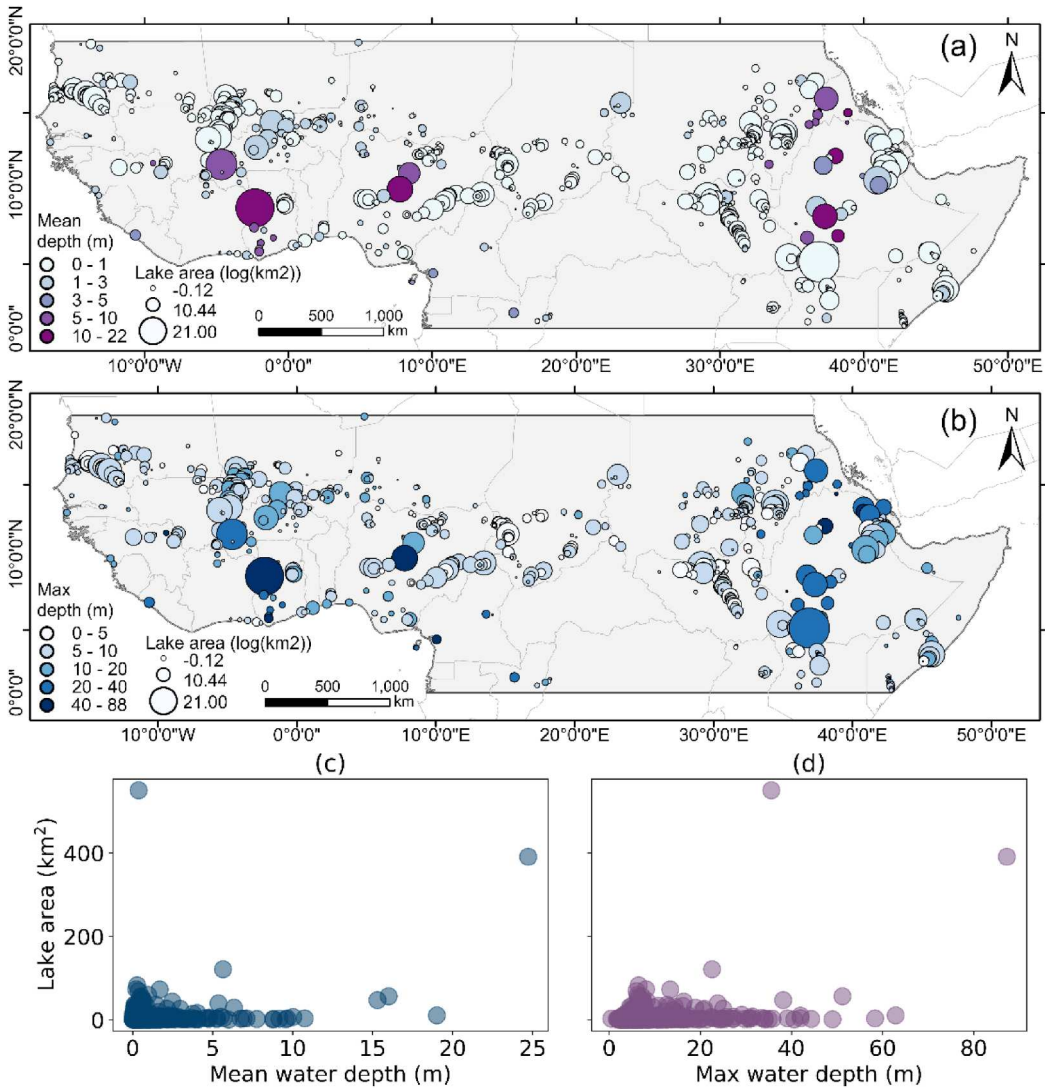 (a)
N
20°0'0"N
10°0'0"N
0°0'0"
Mean
depth (m)
0 - 1
1 - 3
3 - 5
5 - 10
10 - 22
Lake area (log(km2))
-0.12
10.44
21.00
0 500 1,000
km
10°0'0"W 0°0'0" 10°0'0"E 20°0'0"E 30°0'0"E 40°0'0"E 50°0'0"E
(b)
N
20°0'0"N
10°0'0"N
0°0'0"
Max
depth (m)
0 - 5
5 - 10
10 - 20
20 - 40
40 - 88
Lake area (log(km2))
-0.12
10.44
21.00
0 500 1,000
km
10°0'0"W 0°0'0" 10°0'0"E 20°0'0"E 30°0'0"E 40°0'0"E 50°0'0"E
(c)
Lake area (km²)
400
200
0
0 5 10 15 20 25
Mean water depth (m)
(d)
0 20 40 60 80
Max water depth (m)